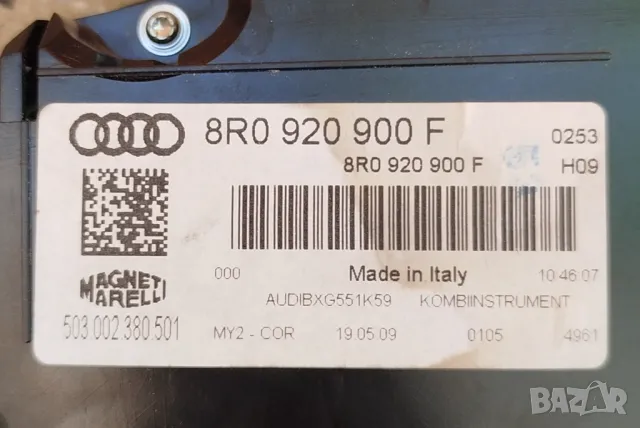 8R0 920 900 F 0253
8R0 920 900 F H09
000 Made in Italy 10:46:07
MAGNETI
MARELLI
AUDIBXG551K59 KOMBIINSTRUMENT
503.002.380.501 MY2 - COR 19.05.09 0105 4961
BAZAR